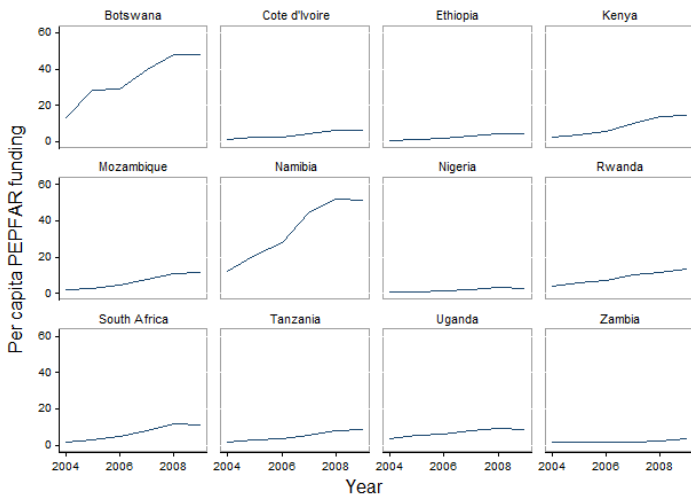 Botswana
Cote d'Ivoire
Ethiopia
Kenya
60
40
20
0
Mozambique
Namibia
Nigeria
Rwanda
60
40
20
0
South Africa
Tanzania
Uganda
Zambia
60
40
20
0
2004 2006 2008
2004 2006 2008
2004 2006 2008
2004 2006 2008
Per capita PEPFAR funding
Year